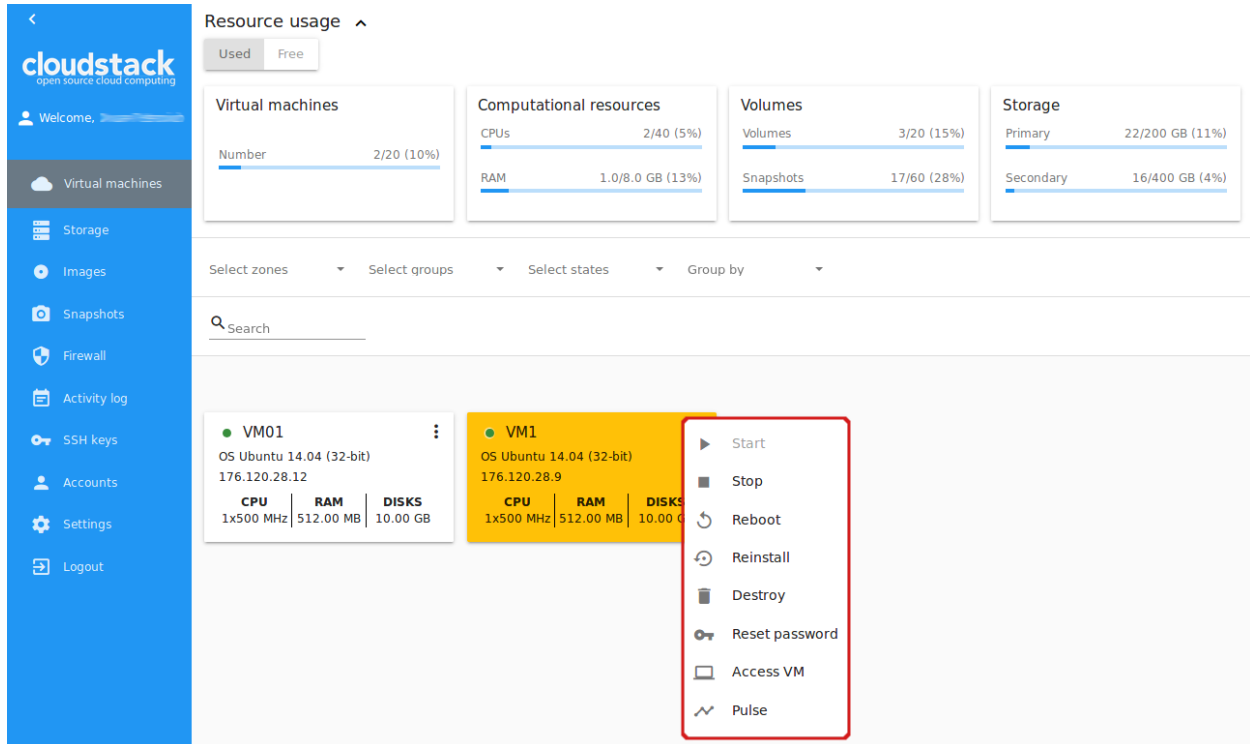 Resource usage
Used Free
cloudstack
open source cloud computing
Welcome,
Virtual machines
Storage
Images
Snapshots
Firewall
Activity log
SSH keys
Accounts
Settings
Logout
Virtual machines
Number 2/20 (10%)
Computational resources
CPUs 2/40 (5%)
RAM 1.0/8.0 GB (13%)
Volumes
Volumes 3/20 (15%)
Snapshots 17/60 (28%)
Storage
Primary 22/200 GB (11%)
Secondary 16/400 GB (4%)
Select zones Select groups Select states Group by
Search
VM01
OS Ubuntu 14.04 (32-bit)
176.120.28.12
CPU RAM DISKS
1x500 MHz 512.00 MB 10.00 GB
VM1
OS Ubuntu 14.04 (32-bit)
176.120.28.9
CPU RAM DISKS
1x500 MHz 512.00 MB 10.00
Start
Stop
Reboot
Reinstall
Destroy
Reset password
Access VM
Pulse